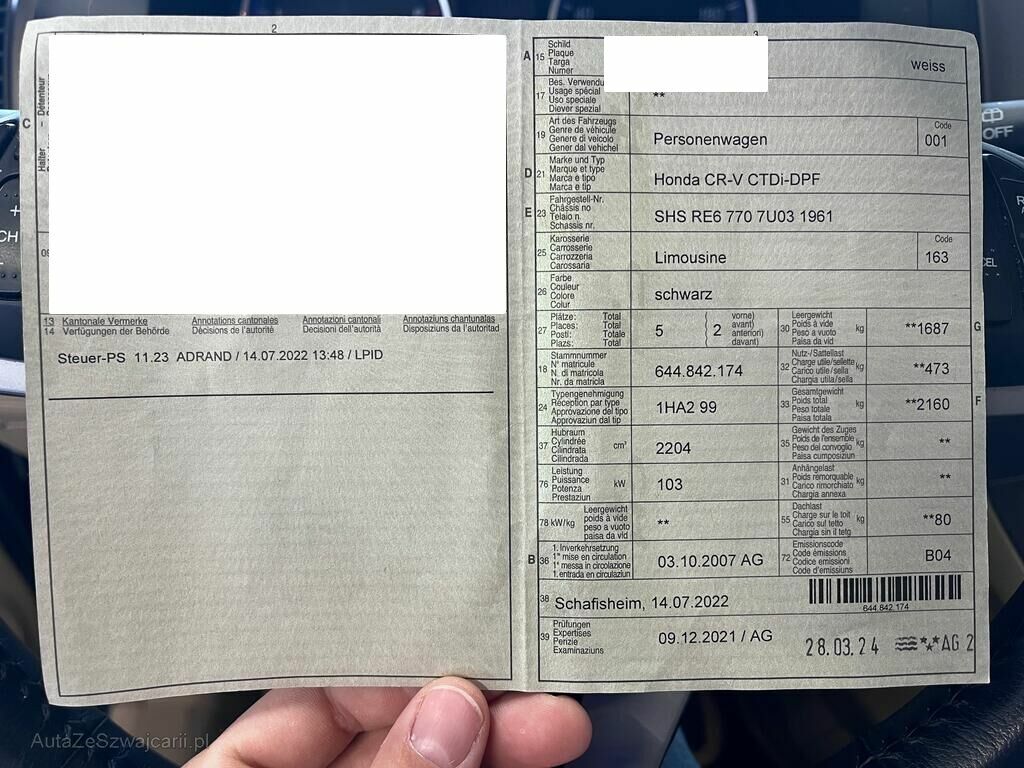 2
C
Halter - Détenteur
09
13 Kantonale Vermerke Annotations cantonales Annotazioni cantonali Annotaziuns chantunalas
14 Verfügungen der Behörde Décisions de l'autorité Decisioni dell'autorità Disposiziuns da l'autoritad
Steuer-PS 11.23 ADRAND / 14.07.2022 13:48 / LPID
3
A 15 Schild
Plaque
Targa
Numer
weiss
17 Bes. Verwendu
Usage spécial
Uso speciale
Diever spezial
**
19 Art des Fahrzeugs
Genre de véhicule
Genere di veicolo
Gener dal vehichel
Personenwagen
Code
001
D 21 Marke und Typ
Marque et type
Marca e tipo
Marca e tip
Honda CR-V CTDi-DPF
E 23 Fahrgestell-Nr.
Châssis no
Telaio n.
Schassis nr.
SHS RE6 770 7U03 1961
25 Karosserie
Carrosserie
Carrozzeria
Carossaria
Limousine
Code
163
26 Farbe
Couleur
Colore
Colur
schwarz
27 Plätze: Total
Places: Total
Posti: Totale
Plazs: Total
5
2
vorne)
avant)
anteriori)
davant)
30 Leergewicht
Poids à vide
Peso a vuoto
Paisa da vid
kg
**1687
G
18 Stammnummer
N° matricule
N. di matricola
Nr. da matricla
644.842.174
32 Nutz-/Sattellast
Charge utile/sellette
Carico utile/sella
Chargia utila/sella
kg
**473
24 Typengenehmigung
Réception par type
Approvazione del tipo
Approvaziun dal tip
1HA2 99
33 Gesamtgewicht
Poids total
Peso totale
Paisa totala
kg
**2160
F
37 Hubraum
Cylindrée
Cilindrata
Cilindrada
cm³
2204
35 Gewicht des Zuges
Poids de l'ensemble
Peso del convoglio
Paisa cumposiziun
kg
**
76 Leistung
Puissance
Potenza
Prestaziun
kW
103
31 Anhängelast
Poids remorquable
Carico rimorchiato
Chargia annexa
kg
**
78 kW/kg Leergewicht
poids à vide
peso a vuoto
paisa da vid
**
55 Dachlast
Charge sur le toit
Carico sul tetto
Chargia sin il tetg
kg
**80
B 36 1. Inverkehrsetzung
1re mise en circulation
1a messa in circolazione
1. entrada en circulaziun
03.10.2007 AG
72 Emissionscode
Code émissions
Codice emissioni
Code d'emissiuns
B04
38 Schafisheim, 14.07.2022
644 842 174
39 Prüfungen
Expertises
Perizie
Examinaziuns
09.12.2021 / AG
28.03.24 AG 2
CH
OFF
AutaZeSzwajcarii.pl